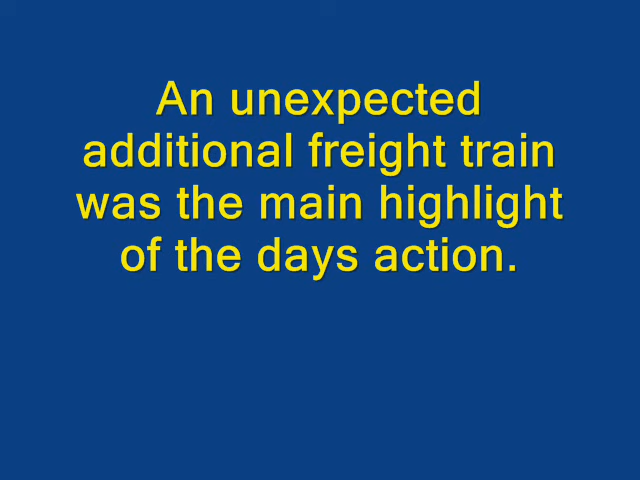 An unexpected
additional freight train
was the main highlight
of the days action.